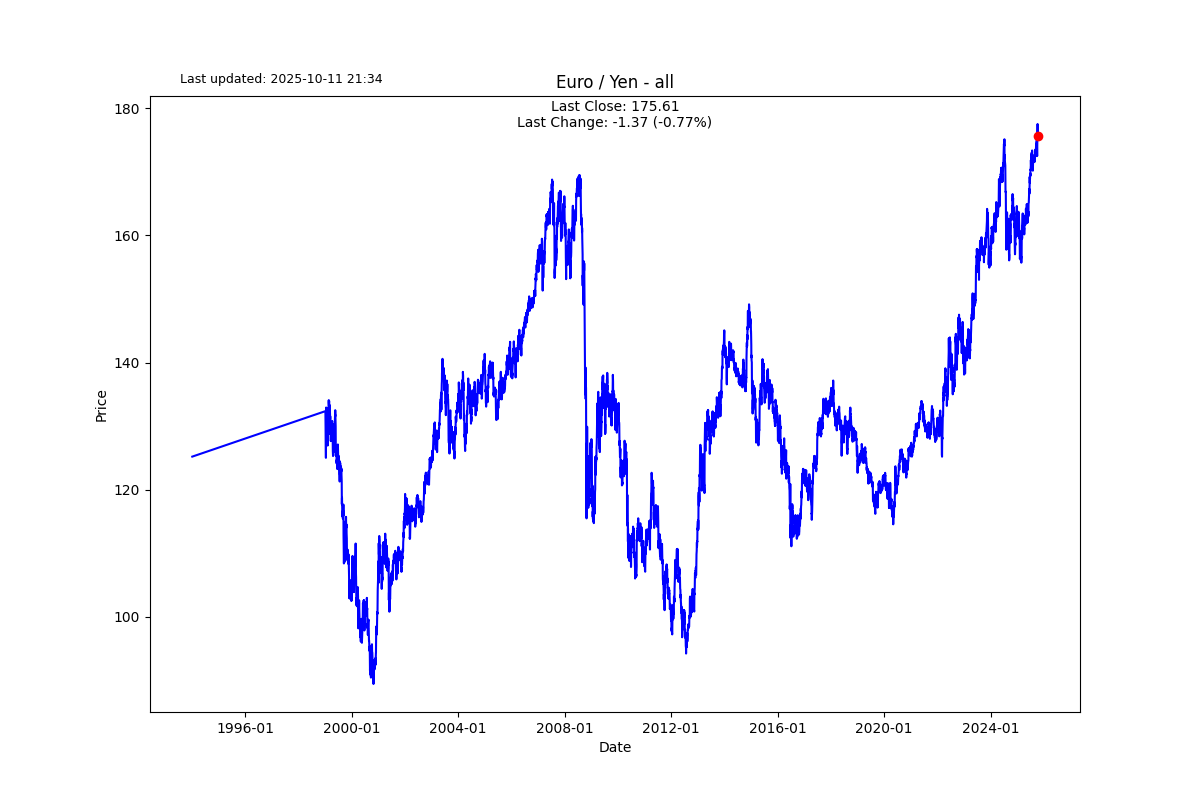 Last updated: 2025-10-11 21:34
Euro / Yen - all
Last Close: 175.61
Last Change: -1.37 (-0.77%)
180
160
140
120
100
Price
1996-01
2000-01
2004-01
2008-01
2012-01
2016-01
2020-01
2024-01
Date